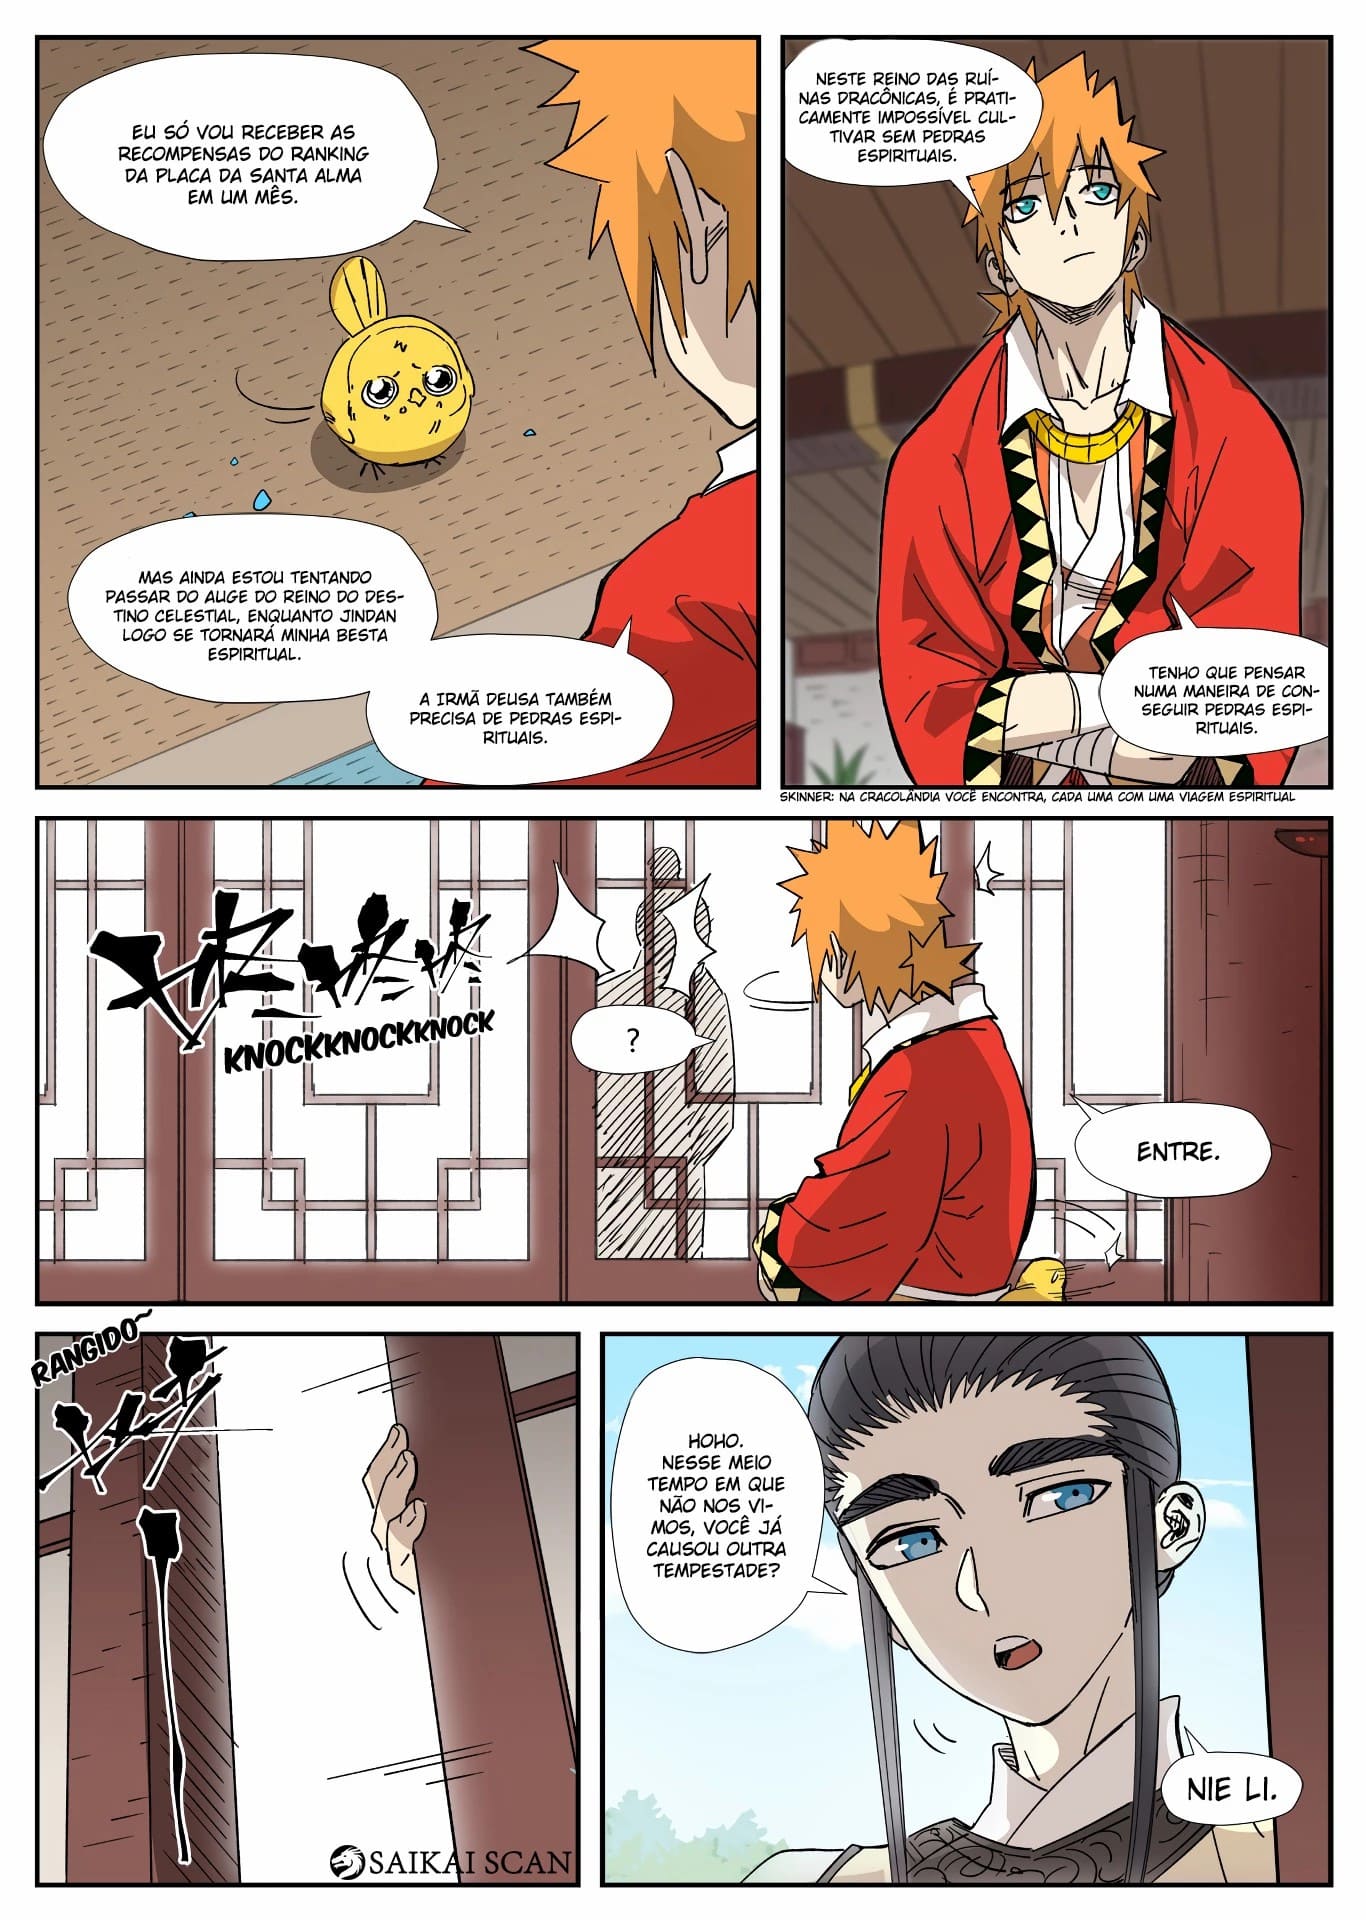 EU SÓ VOU RECEBER AS
RECOMPENSAS DO RANKING
DA PLACA DA SANTA ALMA
EM UM MÊS.
MAS AINDA ESTOU TENTANDO
PASSAR DO AUGE DO REINO DO DES-
TINO CELESTIAL, ENQUANTO JINDAN
LOGO SE TORNARÁ MINHA BESTA
ESPIRITUAL.
A IRMÃ DEUSA TAMBÉM
PRECISA DE PEDRAS ESPI-
RITUAIS.
NESTE REINO DAS RUÍ-
NAS DRACÔNICAS, É PRATI-
CAMENTE IMPOSSÍVEL CUL-
TIVAR SEM PEDRAS
ESPIRITUAIS.
TENHO QUE PENSAR
NUMA MANEIRA DE CON-
SEGUIR PEDRAS ESPI-
RITUAIS.
SKINNER: NA CRACOLÂNDIA VOCÊ ENCONTRA, CADA UMA COM UMA VIAGEM ESPIRITUAL
KNOCKKNOCKKNOCK
?
ENTRE.
RANGIDO~
HOHO.
NESSE MEIO
TEMPO EM QUE
NÃO NOS VI-
MOS, VOCÊ JÁ
CAUSOU OUTRA
TEMPESTADE?
NIE LI.
SAIKAI SCAN